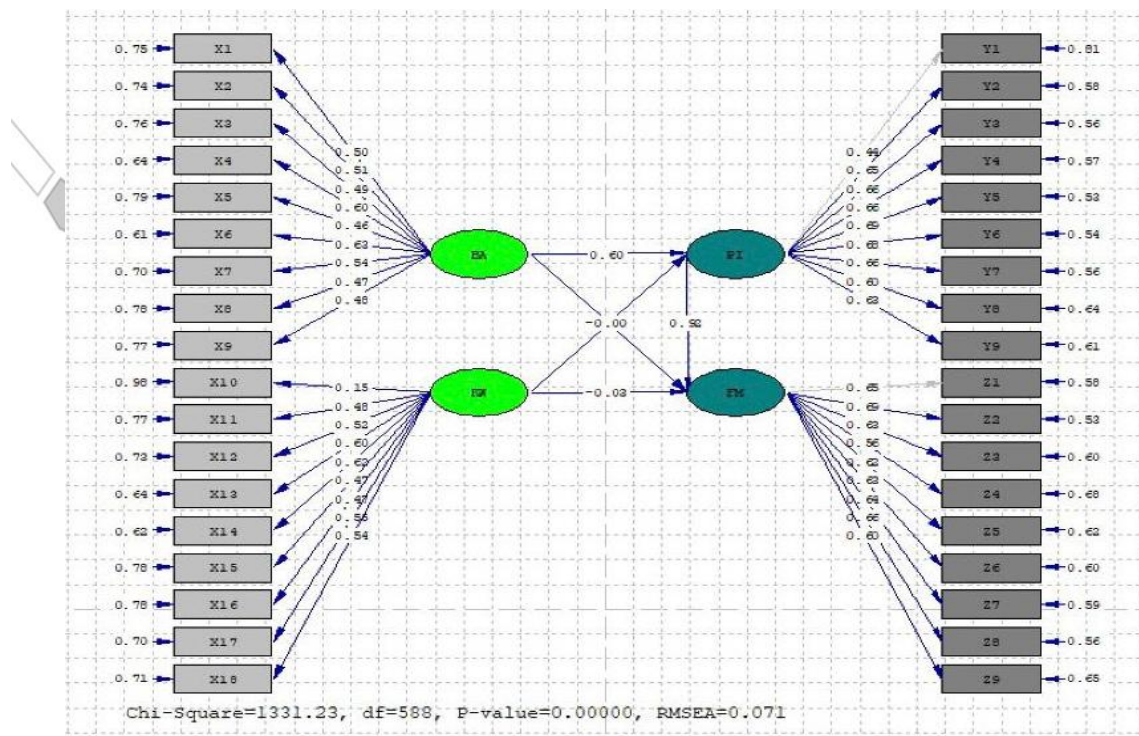 0.75 X1 Y1 0.81
0.74 X2 Y2 0.58
0.76 X3 Y3 0.56
0.64 X4 0.50 0.44 Y4 0.57
0.51 0.65
0.79 X5 0.49 0.66 Y5 0.53
0.60 0.66
0.61 X6 0.46 0.69 Y6 0.54
0.63 0.68
0.70 X7 0.54 0.60 PI 0.66 Y7 0.56
0.47 0.60
0.78 X8 0.48 0.63 Y8 0.64
-0.00
0.77 X9 Y9 0.61
0.98 X10 0.15 -0.03 0.65 Z1 0.58
0.48 0.69
0.77 X11 0.52 0.63 Z2 0.53
0.60 0.56
0.73 X12 Z3 0.60
0.47
0.64 X13 0.64 Z4 0.68
0.62 X14 0.54 0.60 Z5 0.62
0.78 X15 Z6 0.60
0.78 X16 Z7 0.59
0.70 X17 Z8 0.56
0.71 X18 Z9 0.65
Chi-Square=1331.23, df=588, P-value=0.00000, RMSEA=0.071